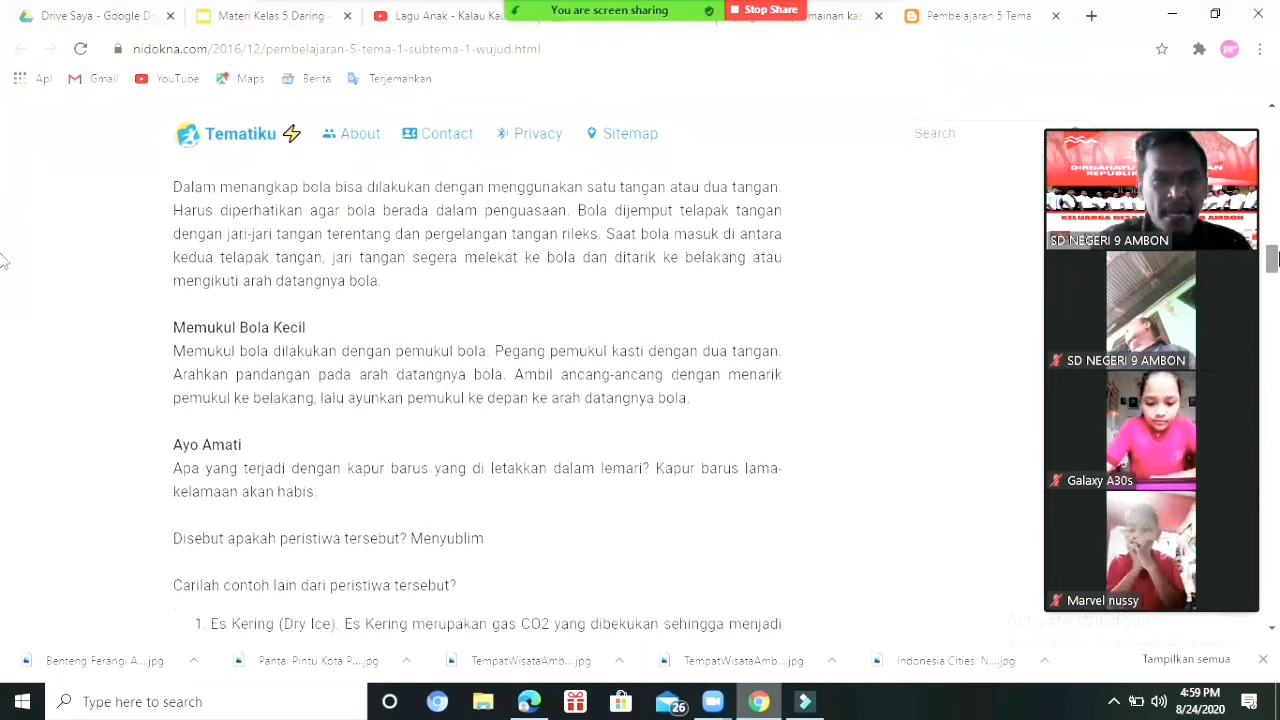 You are screen sharing
Stop Share
Drive Saya - Google D
Materi Kelas 5 Daring -
Lagu Anak - Kalau Kau
Pembelajaran 5 Tema
nidokna.com/2016/12/pembelajaran-5-tema-1-subtema-1-wujud.html
Apl
Gmail
YouTube
Maps
Berita
Terjemahkan
Tematiku
About
Contact
Privacy
Sitemap
Search
Dalam menangkap bola bisa dilakukan dengan menggunakan satu tangan atau dua tangan.
Harus diperhatikan agar bola berada dalam penguasaan. Bola dijemput telapak tangan
dengan jari-jari tangan terentang dan pergelangan tangan rileks. Saat bola masuk di antara
kedua telapak tangan, jari tangan segera melekat ke bola dan ditarik ke belakang atau
mengikuti arah datangnya bola.
Memukul Bola Kecil
Memukul bola dilakukan dengan pemukul bola. Pegang pemukul kasti dengan dua tangan.
Arahkan pandangan pada arah datangnya bola. Ambil ancang-ancang dengan menarik
pemukul ke belakang, lalu ayunkan pemukul ke depan ke arah datangnya bola.
Ayo Amati
Apa yang terjadi dengan kapur barus yang di letakkan dalam lemari? Kapur barus lama-
kelamaan akan habis.
Disebut apakah peristiwa tersebut? Menyublim
Carilah contoh lain dari peristiwa tersebut?
1. Es Kering (Dry Ice). Es Kering merupakan gas CO2 yang dibekukan sehingga menjadi
SD NEGERI 9 AMBON
SD NEGERI 9 AMBON
Galaxy A30s
Marvel nussy
Activate Windows
Benteng Ferangi A....jpg
Pantai Pintu Kota P....jpg
TempatWisataAmb....jpg
TempatWisataAmb....jpg
Indonesia Cities: N....jpg
Tampilkan semua
Type here to search
26
4:59 PM
8/24/2020